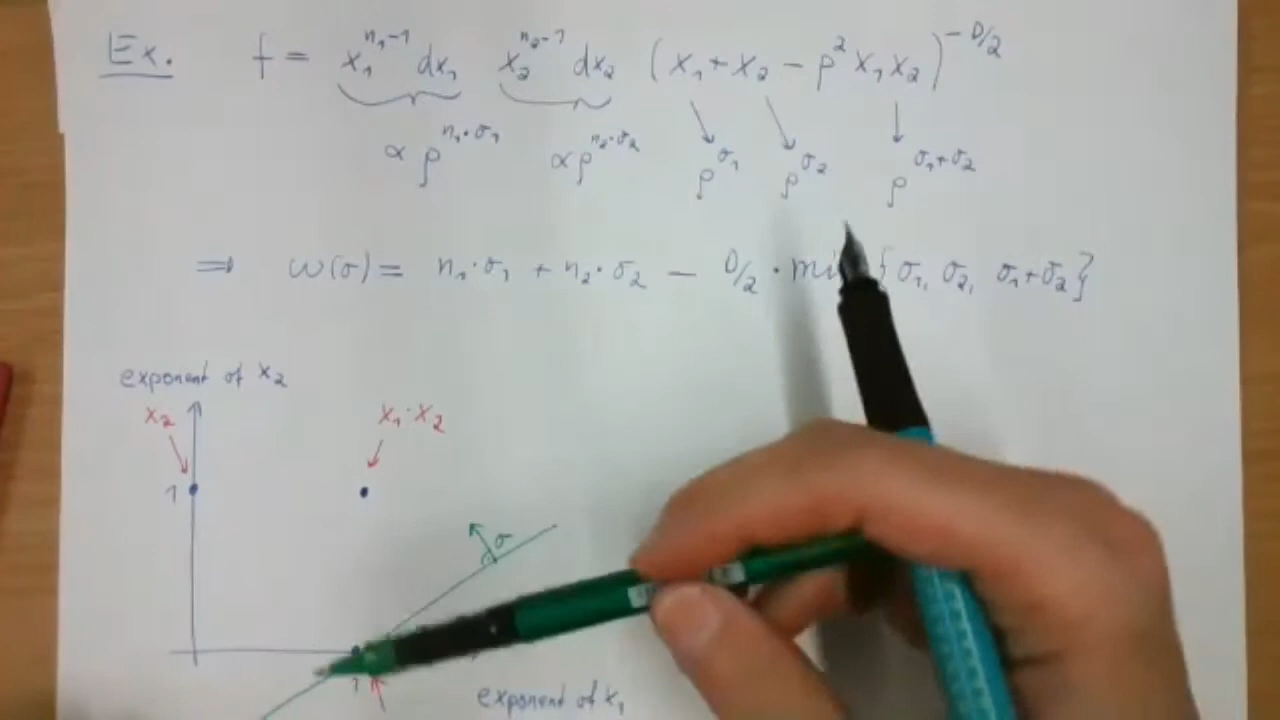 Ex. f = x₁^{n₁-1} dx₁ x₂^{n₂-1} dx₂ (x₁ + x₂ - ρ² x₁ x₂)^{-D/2}
∝ ρ^{n₁·σ₁} ∝ ρ^{n₂·σ₂} ρ^{σ₁} ρ^{σ₂} ρ^{σ₁+σ₂}
⇒ ω(σ) = n₁·σ₁ + n₂·σ₂ - D/2 · { σ₁, σ₂, σ₁+σ₂}
exponent of x₂
x₂ x₁·x₂
1
σ
1
exponent of x₁